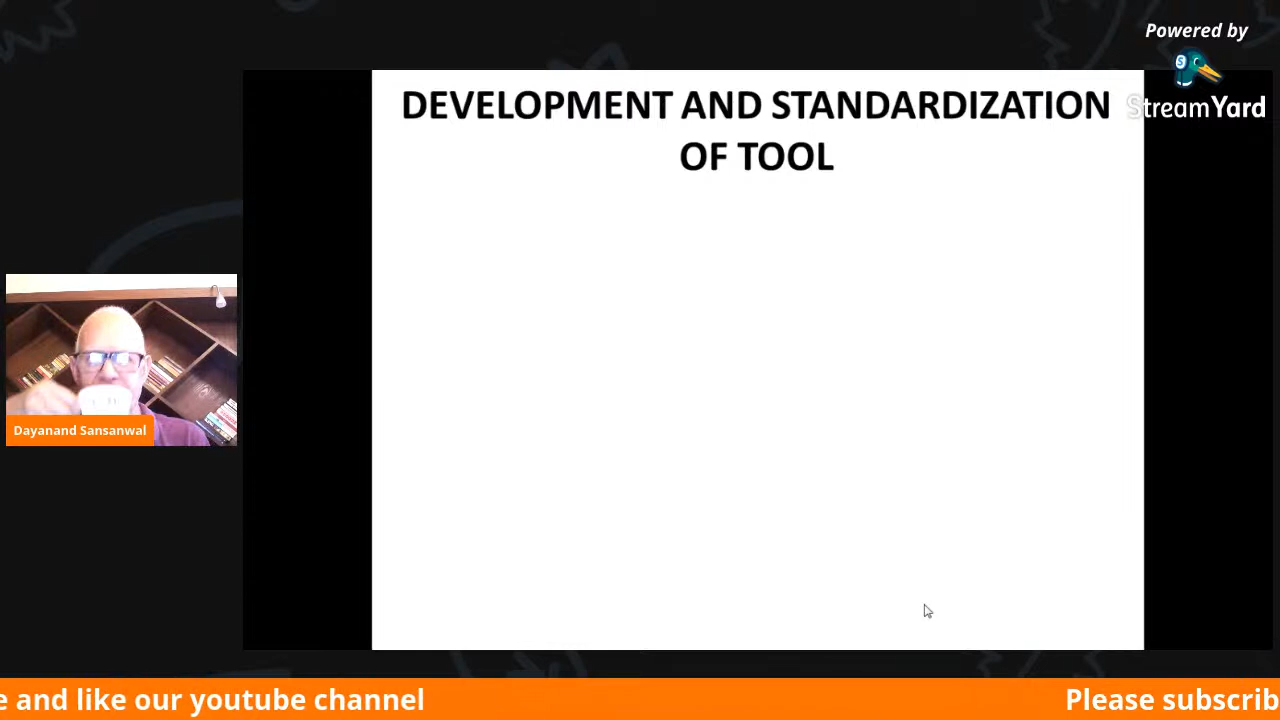 Powered by
StreamYard
DEVELOPMENT AND STANDARDIZATION
OF TOOL
Dayanand Sansanwal
e and like our youtube channel
Please subscrib